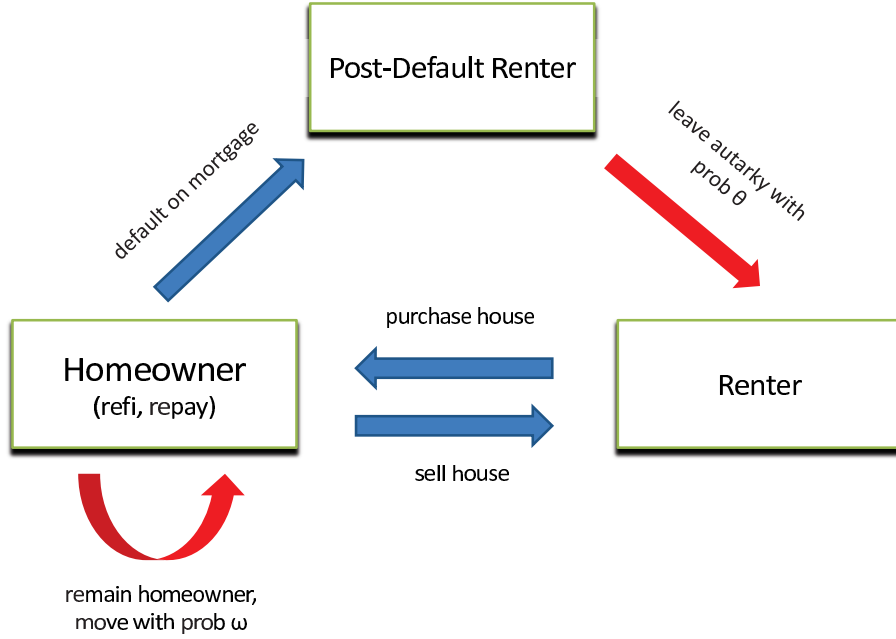 Post-Default Renter
default on mortgage
leave autarky with
prob θ
purchase house
Homeowner
(refi, repay)
Renter
sell house
remain homeowner,
move with prob ω